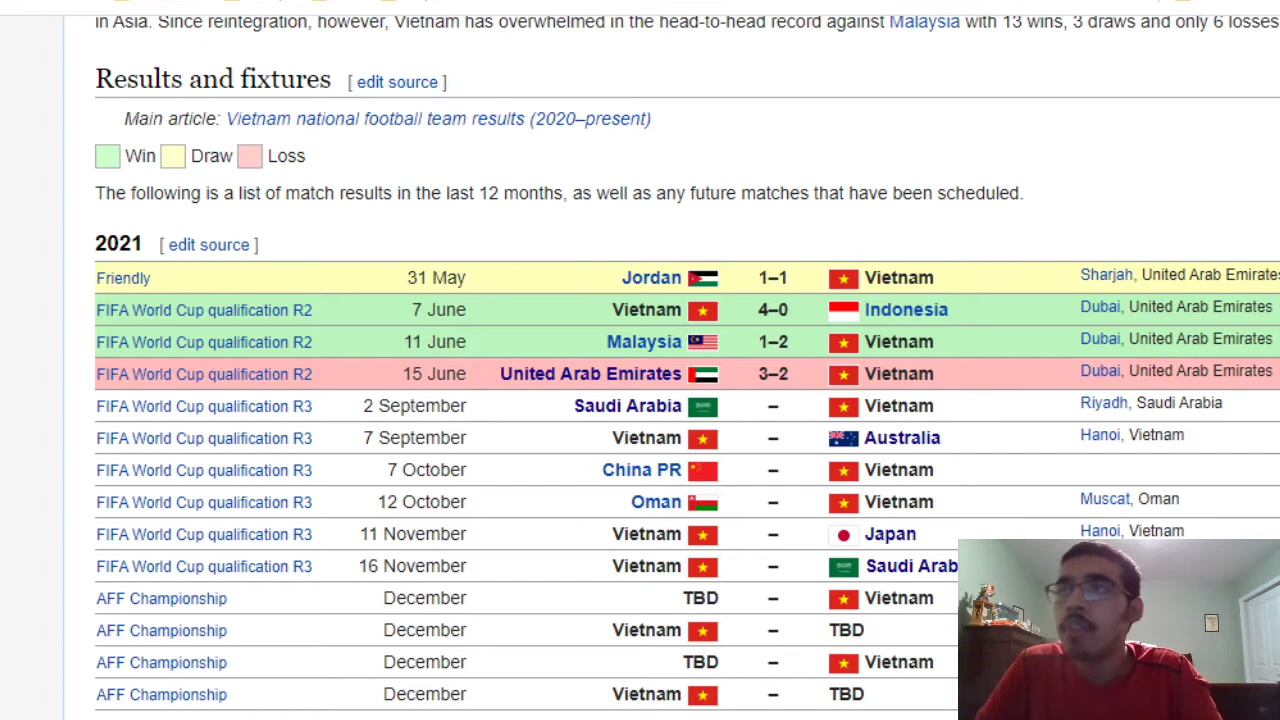 in Asia. Since reintegration, however, Vietnam has overwhelmed in the head-to-head record against Malaysia with 13 wins, 3 draws and only 6 losses
Results and fixtures [ edit source ]
Main article: Vietnam national football team results (2020–present)
Win Draw Loss
The following is a list of match results in the last 12 months, as well as any future matches that have been scheduled.
2021 [ edit source ]
Friendly 31 May Jordan 1–1 Vietnam Sharjah, United Arab Emirates
FIFA World Cup qualification R2 7 June Vietnam 4–0 Indonesia Dubai, United Arab Emirates
FIFA World Cup qualification R2 11 June Malaysia 1–2 Vietnam Dubai, United Arab Emirates
FIFA World Cup qualification R2 15 June United Arab Emirates 3–2 Vietnam Dubai, United Arab Emirates
FIFA World Cup qualification R3 2 September Saudi Arabia – Vietnam Riyadh, Saudi Arabia
FIFA World Cup qualification R3 7 September Vietnam – Australia Hanoi, Vietnam
FIFA World Cup qualification R3 7 October China PR – Vietnam
FIFA World Cup qualification R3 12 October Oman – Vietnam Muscat, Oman
FIFA World Cup qualification R3 11 November Vietnam – Japan Hanoi, Vietnam
FIFA World Cup qualification R3 16 November Vietnam – Saudi Arab
AFF Championship December TBD – Vietnam
AFF Championship December Vietnam – TBD
AFF Championship December TBD – Vietnam
AFF Championship December Vietnam – TBD